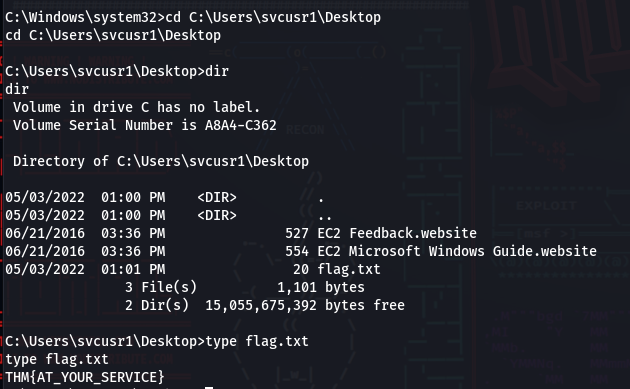 C:\Windows\system32>cd C:\Users\svcusr1\Desktop
cd C:\Users\svcusr1\Desktop
C:\Users\svcusr1\Desktop>dir
dir
Volume in drive C has no label.
Volume Serial Number is A8A4-C362
Directory of C:\Users\svcusr1\Desktop
05/03/2022  01:00 PM    <DIR>          .
05/03/2022  01:00 PM    <DIR>          ..
06/21/2016  03:36 PM               527 EC2 Feedback.website
06/21/2016  03:36 PM               554 EC2 Microsoft Windows Guide.website
05/03/2022  01:01 PM                20 flag.txt
3 File(s)          1,101 bytes
2 Dir(s)  15,055,675,392 bytes free
C:\Users\svcusr1\Desktop>type flag.txt
type flag.txt
THM{AT_YOUR_SERVICE}
RECON
EXPLOIT